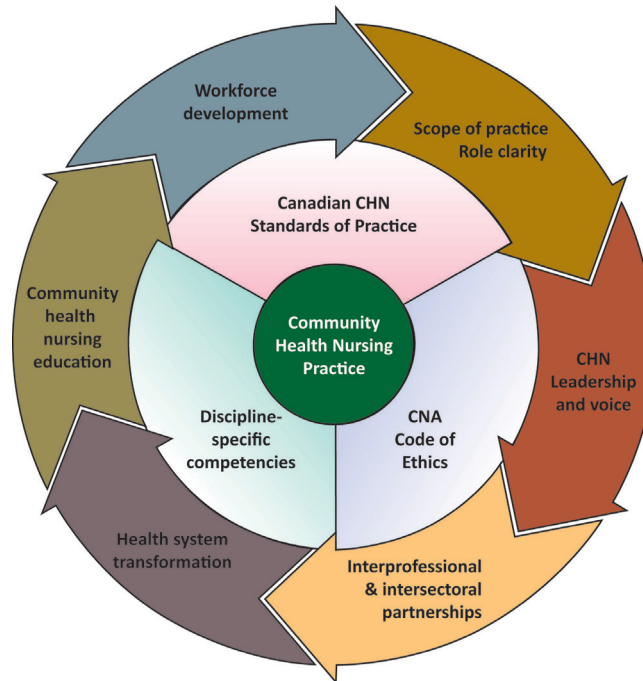 Workforce
development
Scope of practice
Role clarity
Canadian CHN
Standards of Practice
Community
health
nursing
education
Community
Health Nursing
Practice
CHN
Leadership
and voice
Discipline-
specific
competencies
CNA
Code of
Ethics
Health system
transformation
Interprofessional
& intersectoral
partnerships